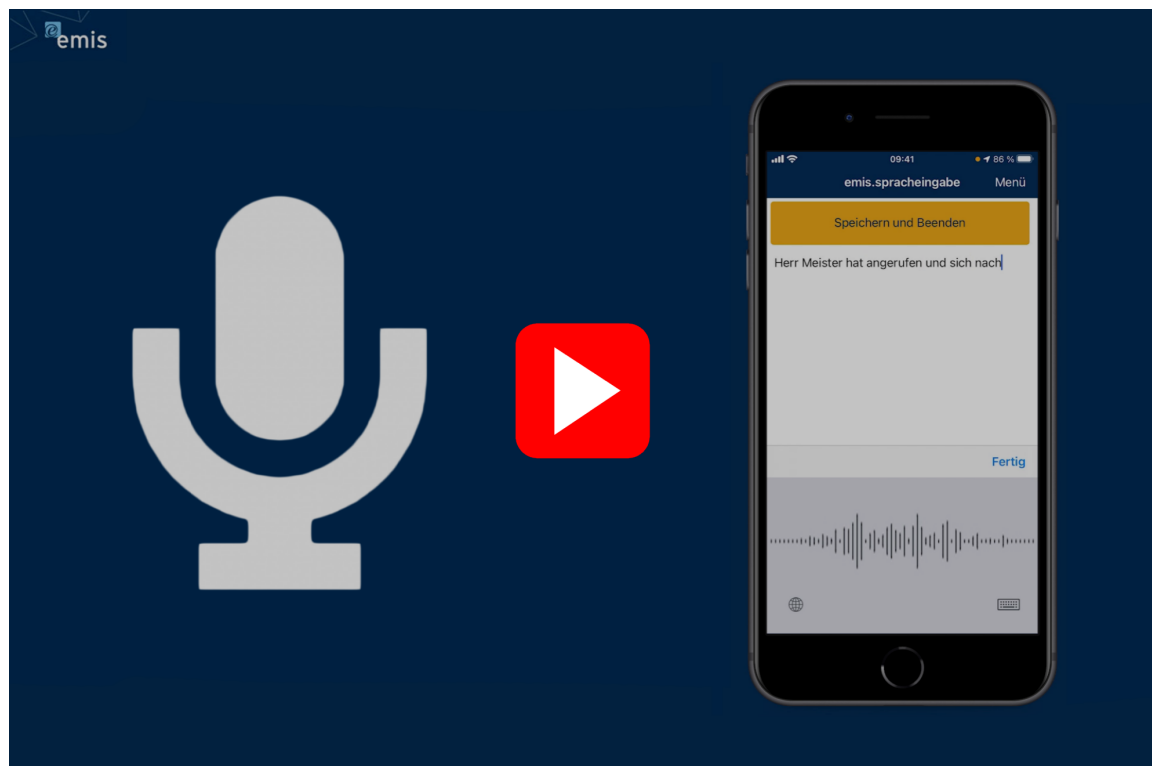 emis
09:41
86 %
emis.spracheingabe
Menü
Speichern und Beenden
Herr Meister hat angerufen und sich nach
Fertig